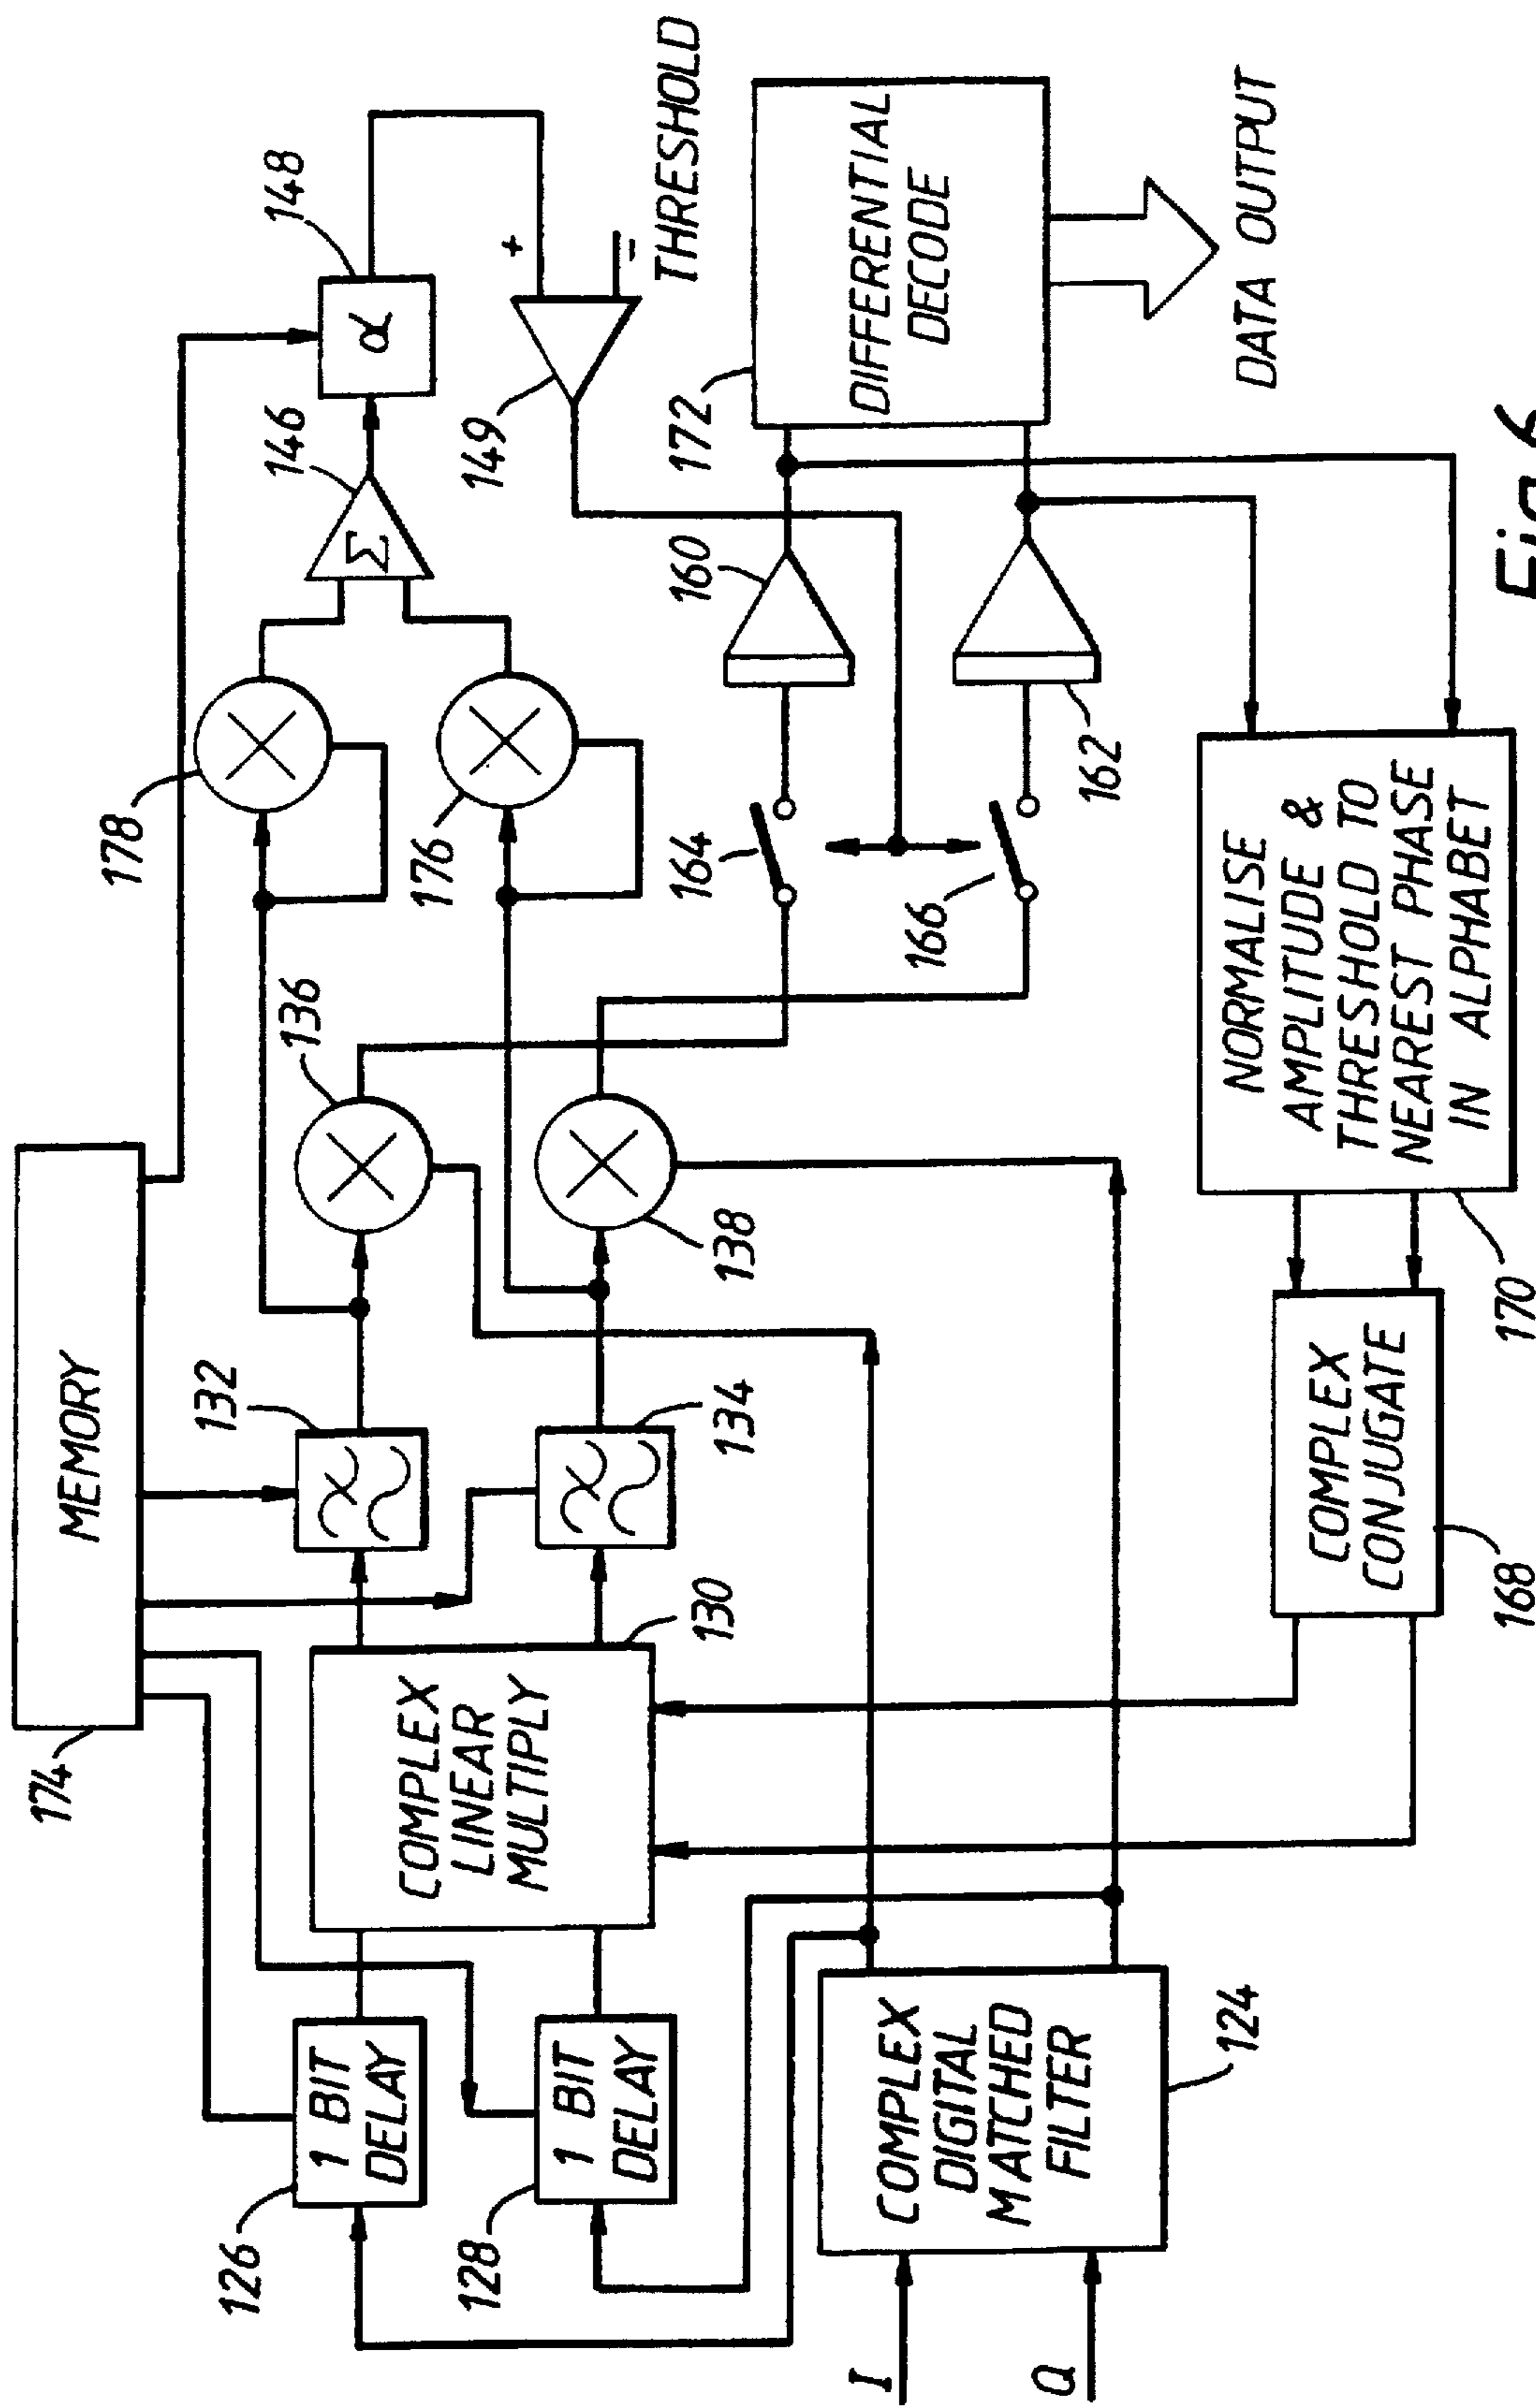 174
MEMORY
178
148
146
α
Σ
126
1 BIT
DELAY
132
136
176
149
+
-
THRESHOLD
128
1 BIT
DELAY
COMPLEX
LINEAR
MULTIPLY
130
134
138
164
160
172
166
162
DIFFERENTIAL
DECODE
I
Q
COMPLEX
DIGITAL
MATCHED
FILTER
124
DATA OUTPUT
COMPLEX
CONJUGATE
168
NORMALISE
AMPLITUDE &
THRESHOLD TO
NEAREST PHASE
IN ALPHABET
170
Fig.6